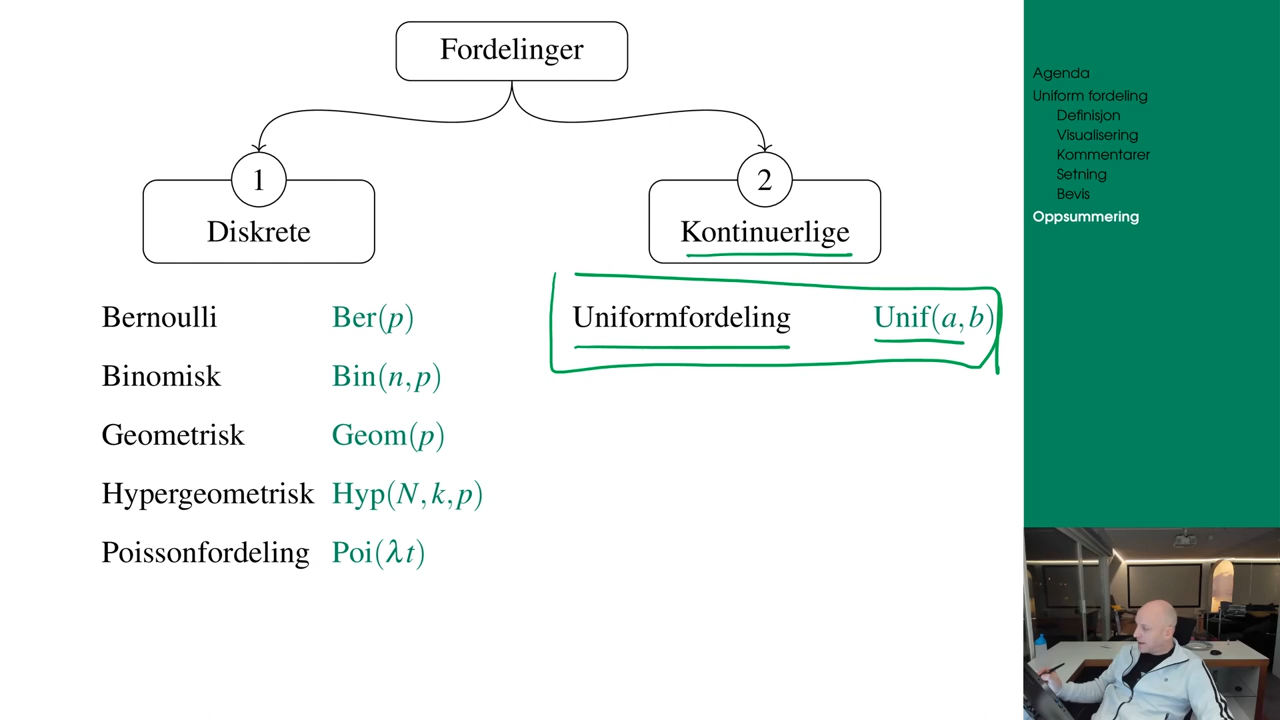 Fordelinger
1
Diskrete
2
Kontinuerlige
Bernoulli Ber(p)
Binomisk Bin(n, p)
Geometrisk Geom(p)
Hypergeometrisk Hyp(N, k, p)
Poissonfordeling Poi(λt)
Uniformfordeling Unif(a, b)
Agenda
Uniform fordeling
Definisjon
Visualisering
Kommentarer
Setning
Bevis
Oppsummering